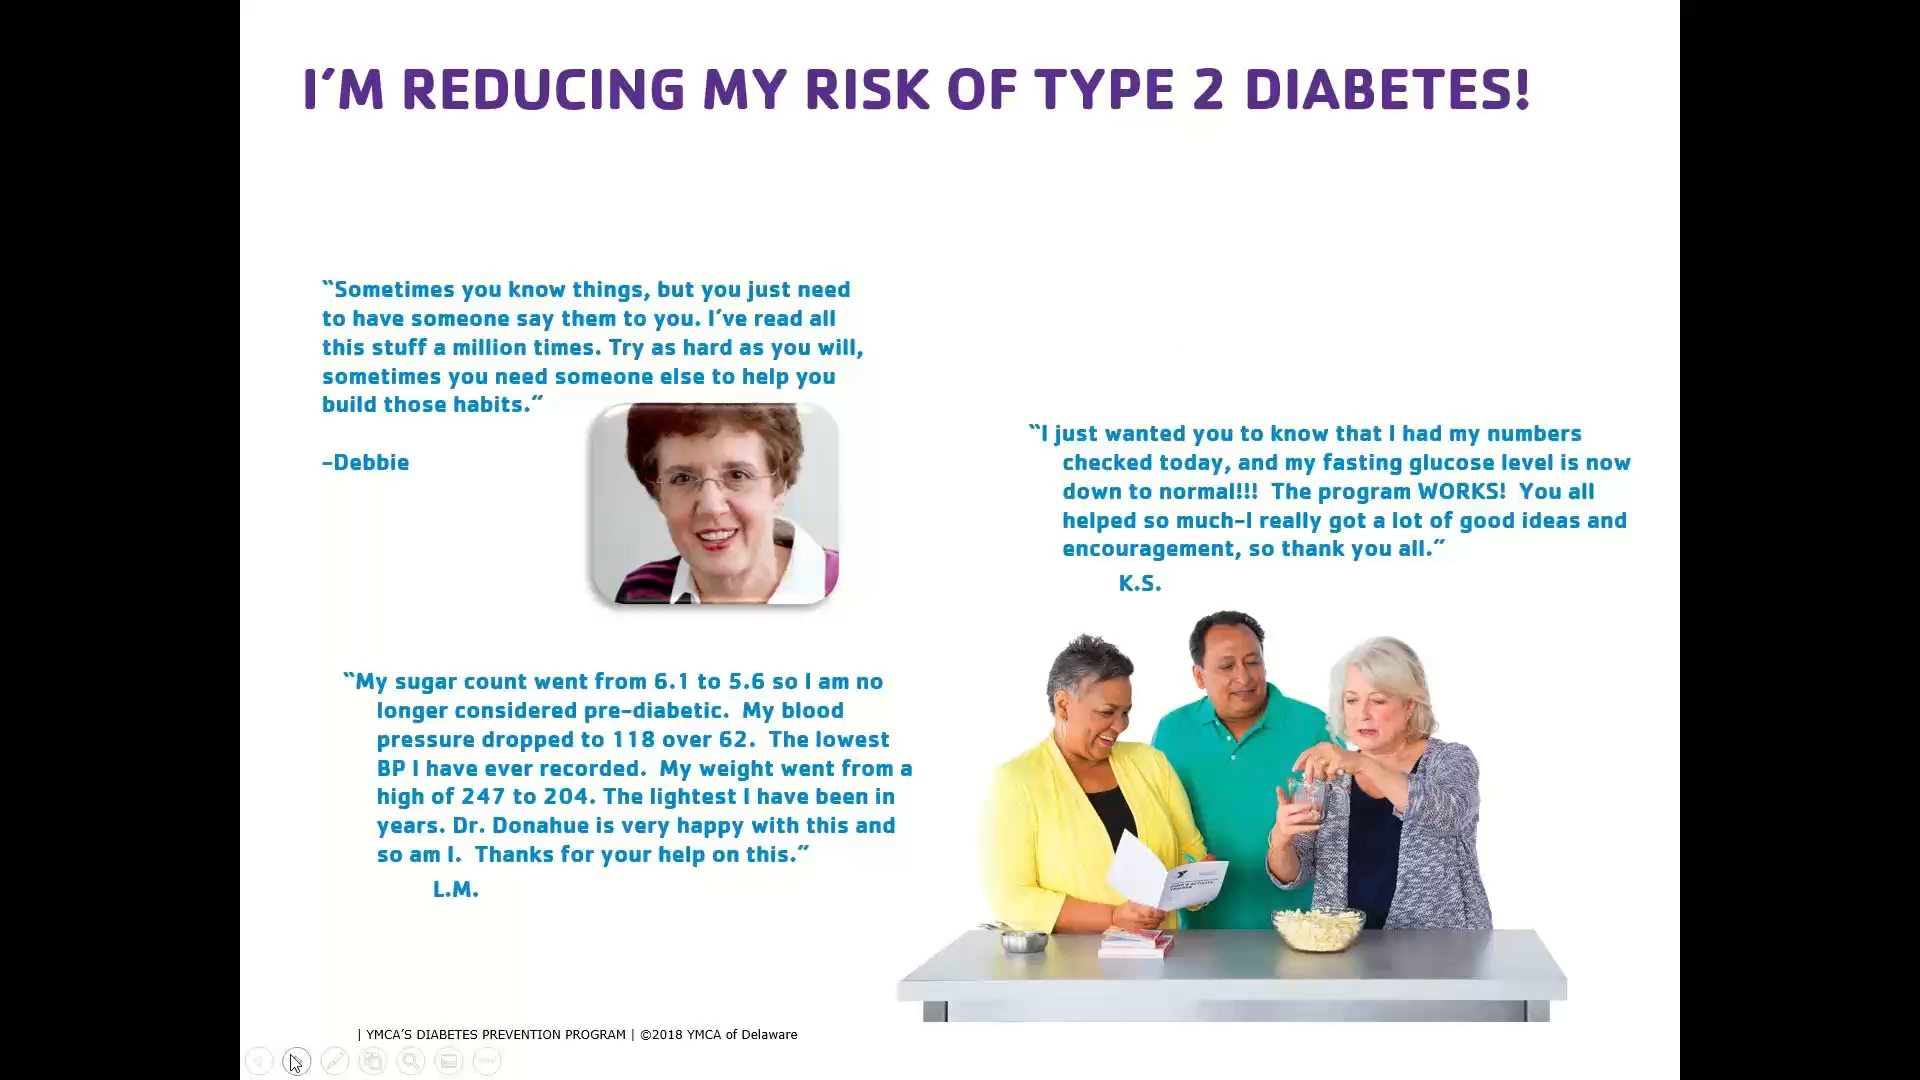 I'M REDUCING MY RISK OF TYPE 2 DIABETES!
“Sometimes you know things, but you just need
to have someone say them to you. I've read all
this stuff a million times. Try as hard as you will,
sometimes you need someone else to help you
build those habits.”
-Debbie
“I just wanted you to know that I had my numbers
checked today, and my fasting glucose level is now
down to normal!!!  The program WORKS!  You all
helped so much-I really got a lot of good ideas and
encouragement, so thank you all.”
K.S.
“My sugar count went from 6.1 to 5.6 so I am no
longer considered pre-diabetic.  My blood
pressure dropped to 118 over 62.  The lowest
BP I have ever recorded.  My weight went from a
high of 247 to 204. The lightest I have been in
years. Dr. Donahue is very happy with this and
so am I.  Thanks for your help on this.”
L.M.
| YMCA'S DIABETES PREVENTION PROGRAM | ©2018 YMCA of Delaware